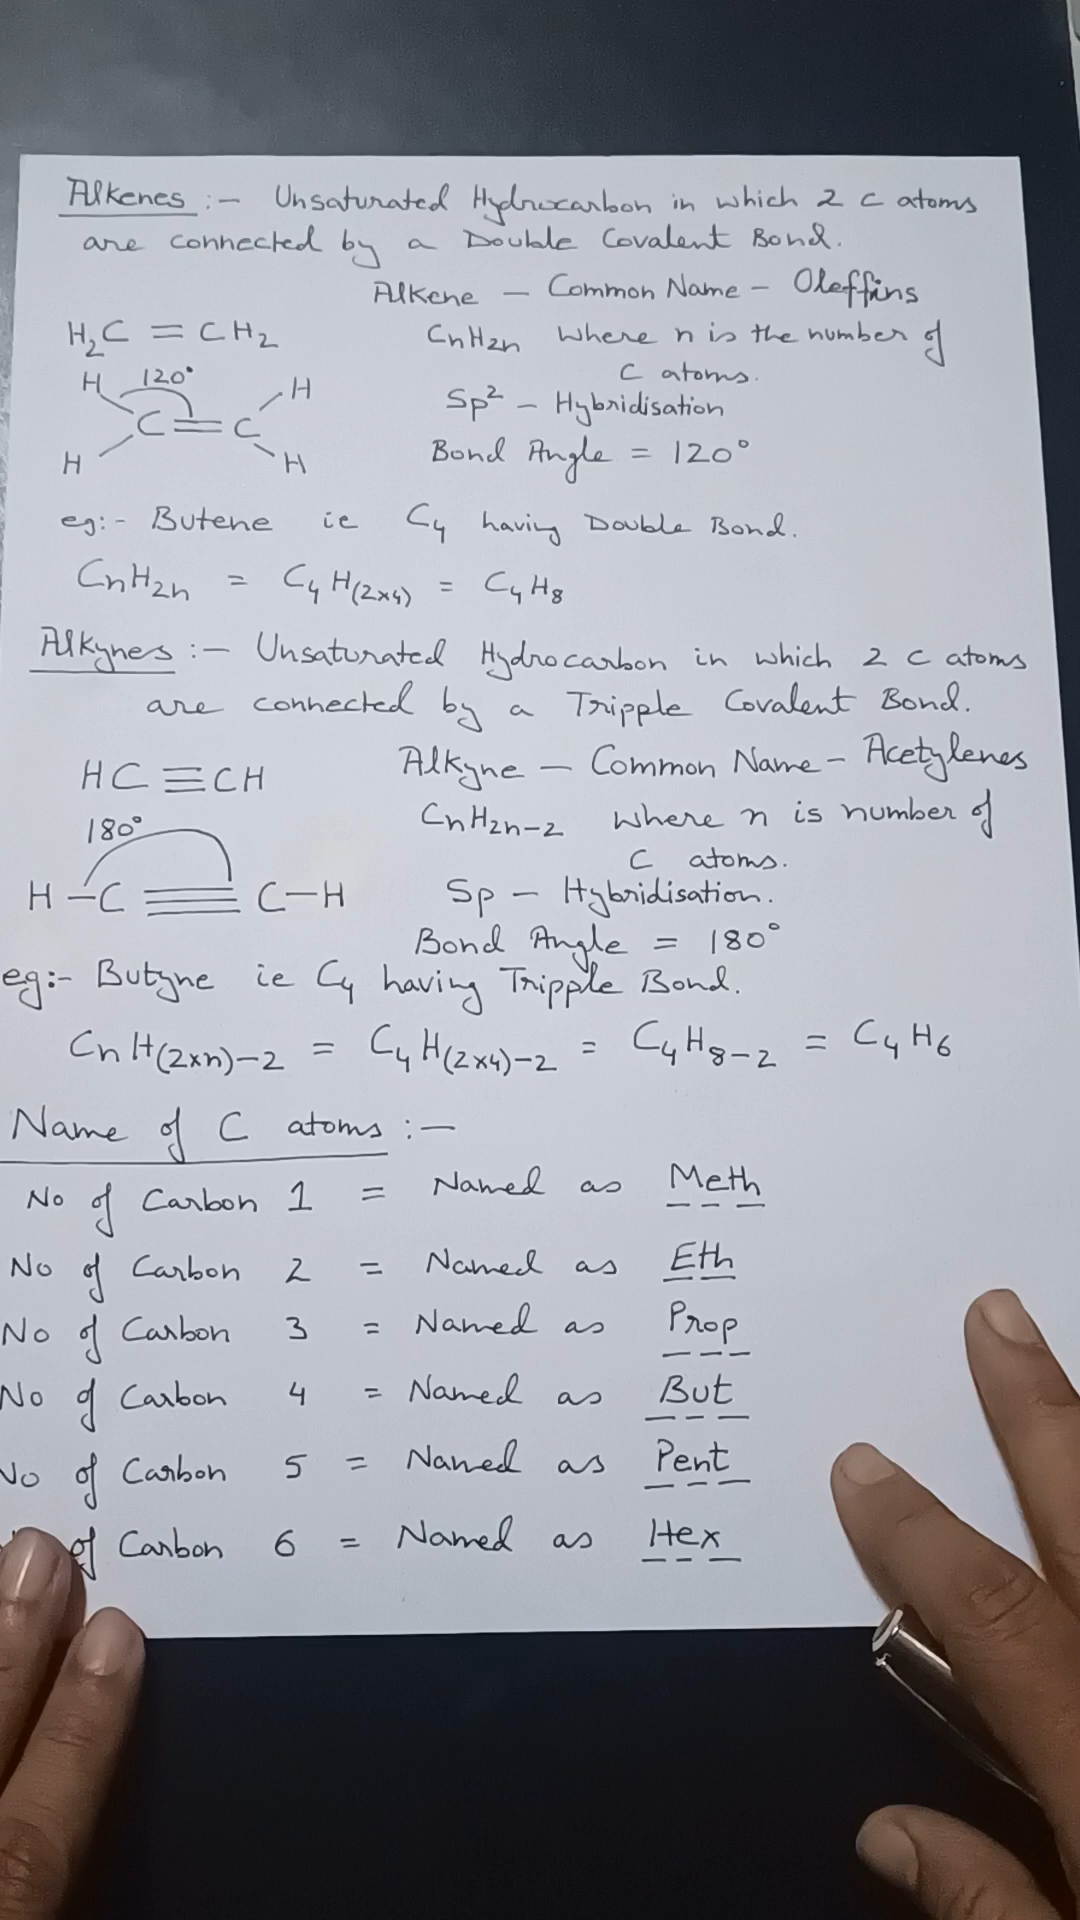 Alkenes :- Unsaturated Hydrocarbon in which 2 C atoms
are connected by a Double Covalent Bond.
Alkene - Common Name - Oleffins
H₂C = CH₂
CnH2n where n is the number of
C atoms.
H 120° H
C = C
H H
Sp² - Hybridisation
Bond Angle = 120°
eg:- Butene ie C₄ having Double Bond.
CnH2n = C₄H(2x4) = C₄H₈
Alkynes :- Unsaturated Hydrocarbon in which 2 C atoms
are connected by a Tripple Covalent Bond.
HC ≡ CH
Alkyne - Common Name - Acetylenes
CnH2n-2 where n is number of
C atoms.
180°
H - C ≡ C - H
Sp - Hybridisation.
Bond Angle = 180°
eg:- Butyne ie C₄ having Tripple Bond.
CnH(2xn)-2 = C₄H(2x4)-2 = C₄H8-2 = C₄H₆
Name of C atoms :-
No of Carbon 1 = Named as Meth
No of Carbon 2 = Named as Eth
No of Carbon 3 = Named as Prop
No of Carbon 4 = Named as But
No of Carbon 5 = Named as Pent
of Carbon 6 = Named as Hex